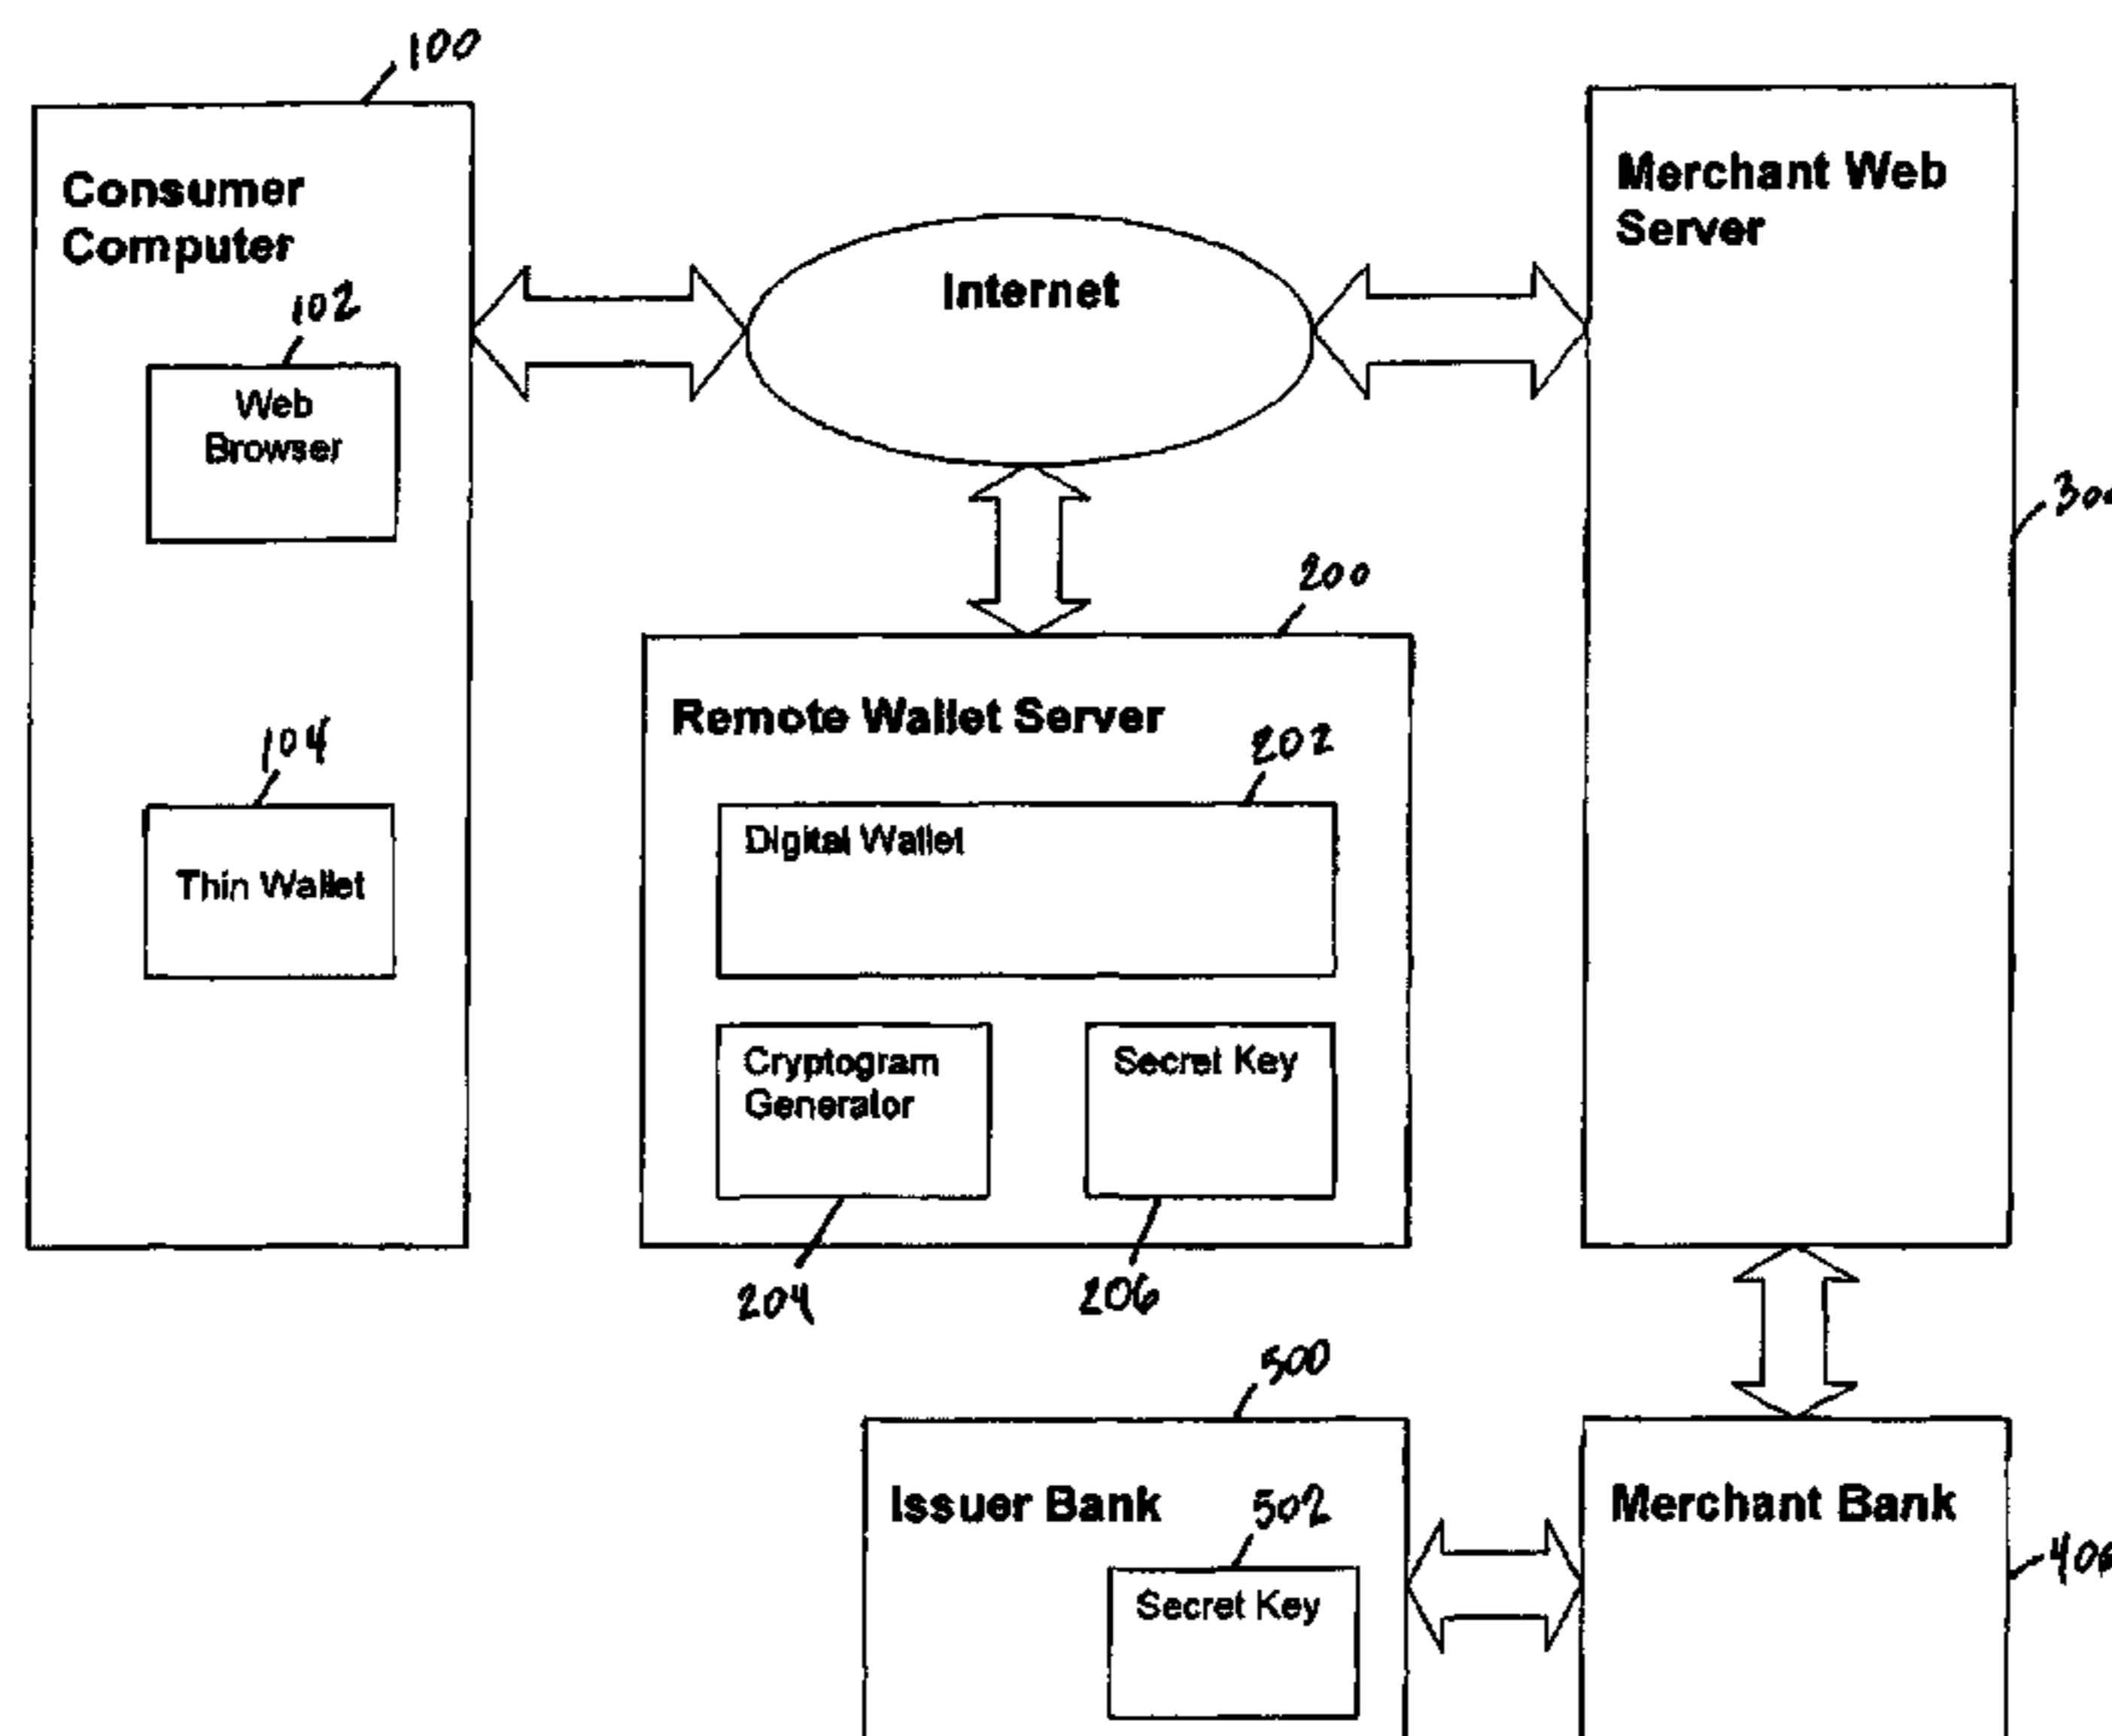 100
Consumer
Computer
102
Web
Browser
104
Thin Wallet
Internet
Merchant Web
Server
200
Remote Wallet Server
202
Digital Wallet
Cryptogram
Generator
Secret Key
204
206
500
Issuer Bank
502
Secret Key
Merchant Bank